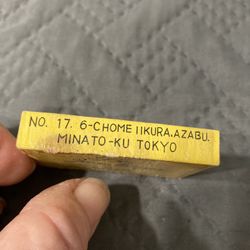 NO. 17. 6-CHOME IIKURA, AZABU.
MINATO-KU TOKYO